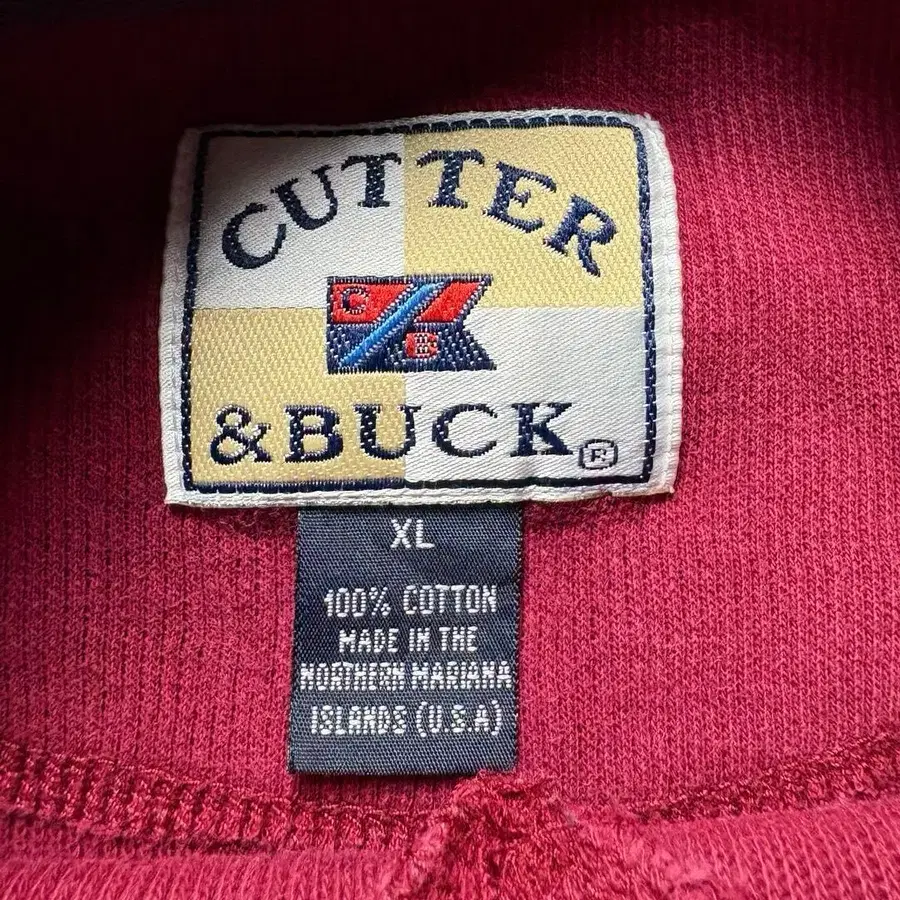 CUTTER
C
B
& BUCK ®
XL
100% COTTON
MADE IN THE
NORTHERN MARIANA
ISLANDS (U.S.A)